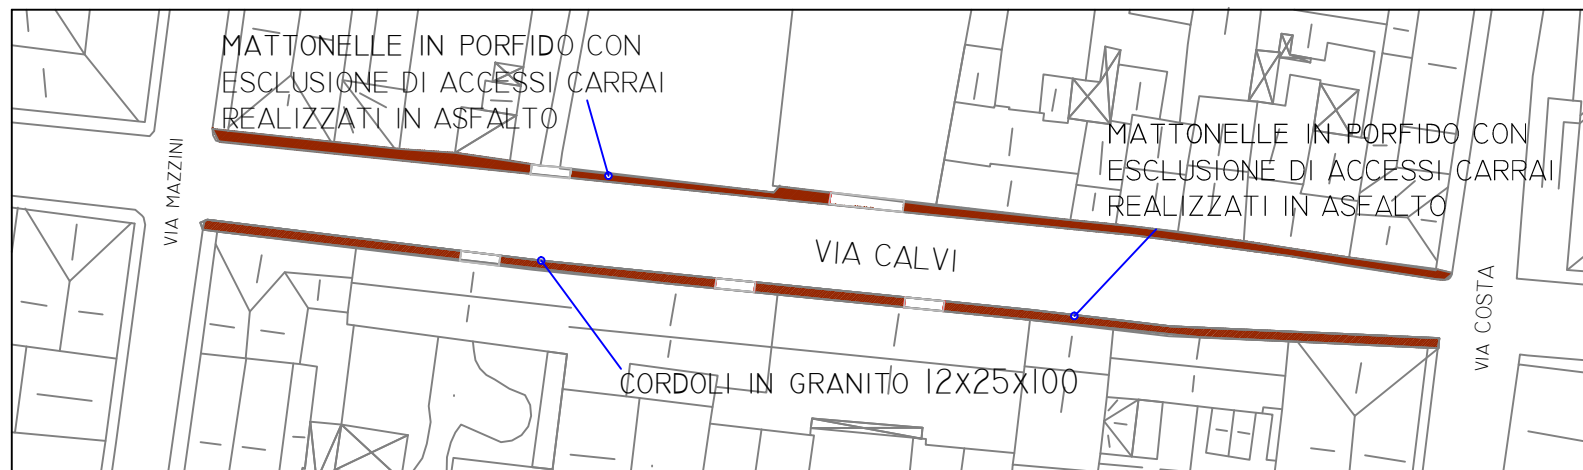 MATTONELLE IN PORFIDO CON
ESCLUSIONE DI ACCESSI CARRAI
REALIZZATI IN ASFALTO
MATTONELLE IN PORFIDO CON
ESCLUSIONE DI ACCESSI CARRAI
REALIZZATI IN ASFALTO
VIA MAZZINI
VIA CALVI
VIA COSTA
CORDOLI IN GRANITO 12X25X100